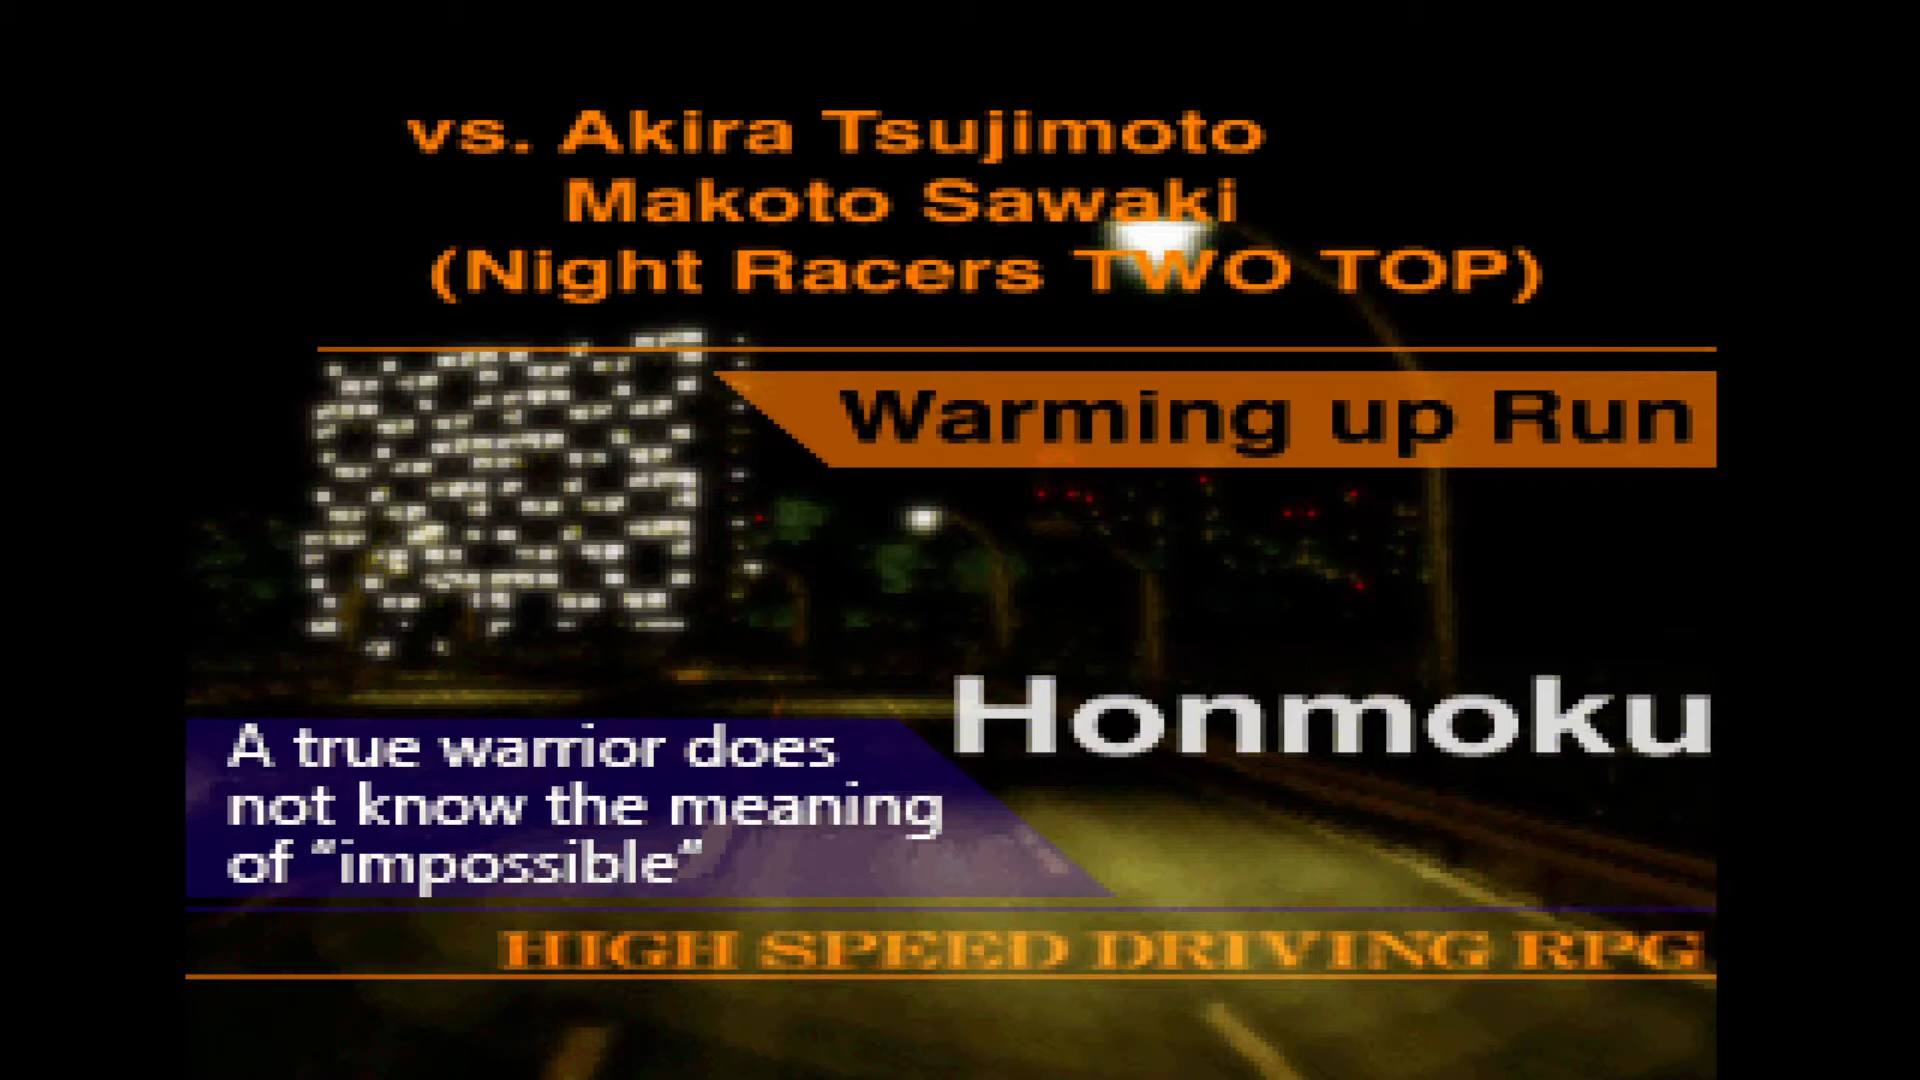 vs. Akira Tsujimoto
Makoto Sawaki
(Night Racers TWO TOP)
Warming up Run
Honmoku
A true warrior does
not know the meaning
of “impossible”
HIGH SPEED DRIVING RPG